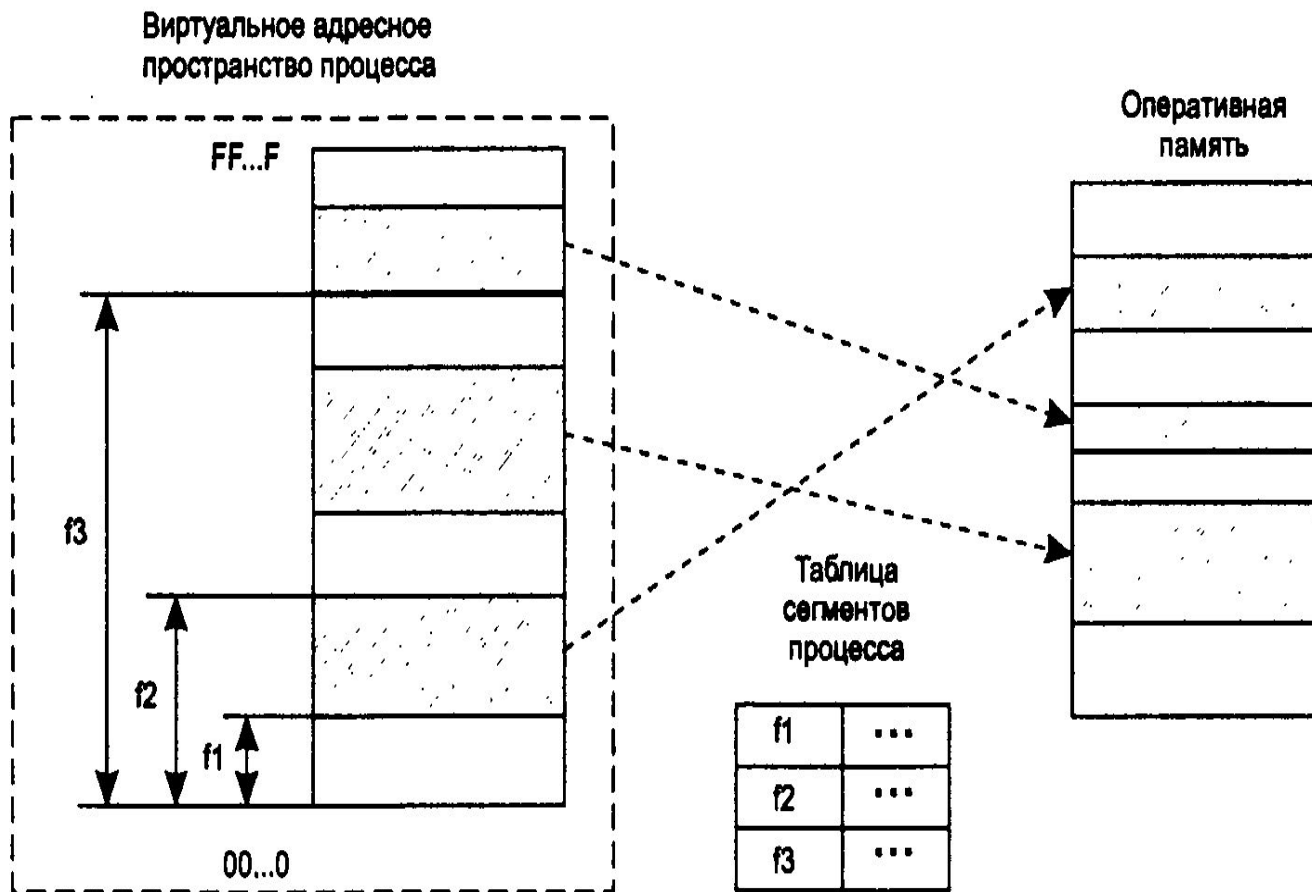 Виртуальное адресное
пространство процесса
FF...F
f3
f2
f1
00...0
Оперативная
память
Таблица
сегментов
процесса
f1 ...
f2 ...
f3 ...